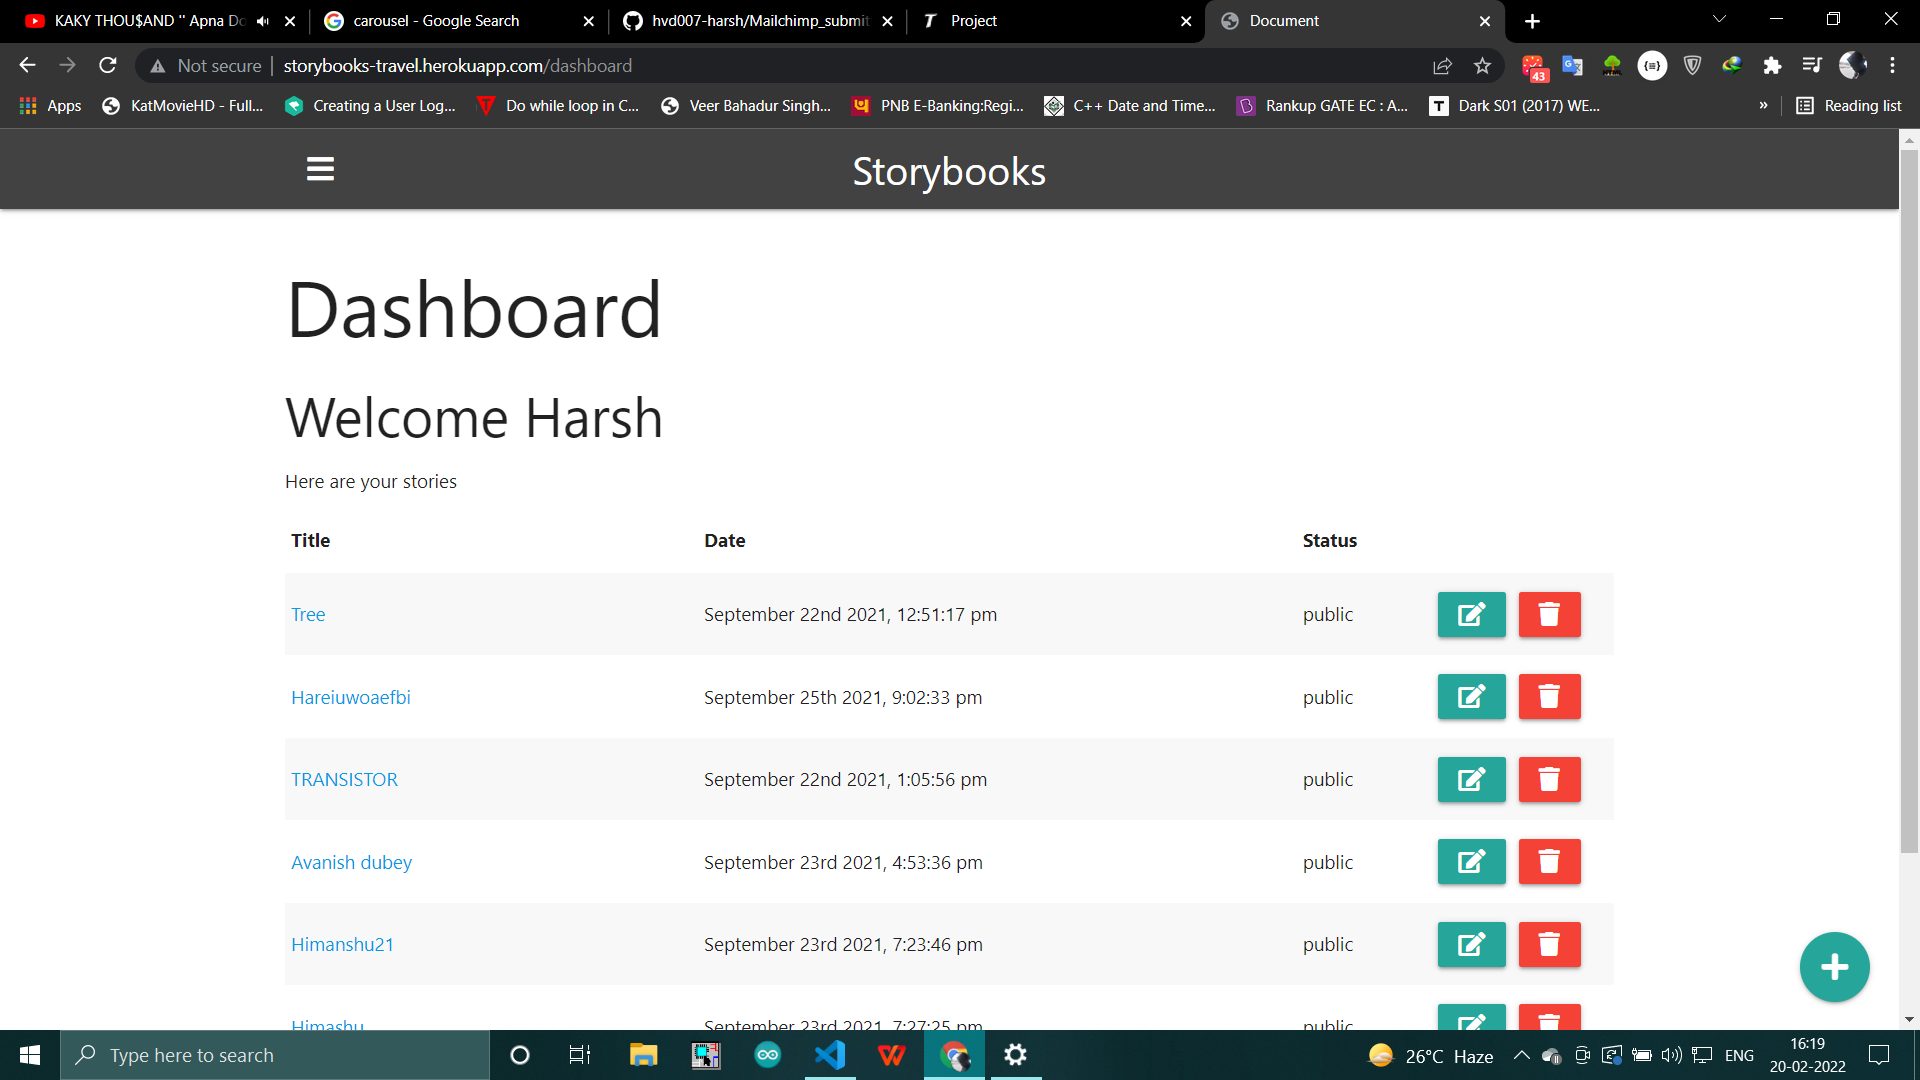 KAKY THOU$AND " Apna Do
carousel - Google Search
hvd007-harsh/Mailchimp_submit
Project
Document
Not secure
storybooks-travel.herokuapp.com/dashboard
43
Apps
KatMovieHD - Full...
Creating a User Log...
Do while loop in C...
Veer Bahadur Singh...
PNB E-Banking:Regi...
C++ Date and Time...
Rankup GATE EC : A...
Dark S01 (2017) WE...
»
Reading list
Storybooks
Dashboard
Welcome Harsh
Here are your stories
Title Date Status
Tree September 22nd 2021, 12:51:17 pm public
Hareiuwoaefbi September 25th 2021, 9:02:33 pm public
TRANSISTOR September 22nd 2021, 1:05:56 pm public
Avanish dubey September 23rd 2021, 4:53:36 pm public
Himanshu21 September 23rd 2021, 7:23:46 pm public
Himashu September 23rd 2021, 7:27:25 pm public
Type here to search
26°C Haze
ENG
16:19
20-02-2022